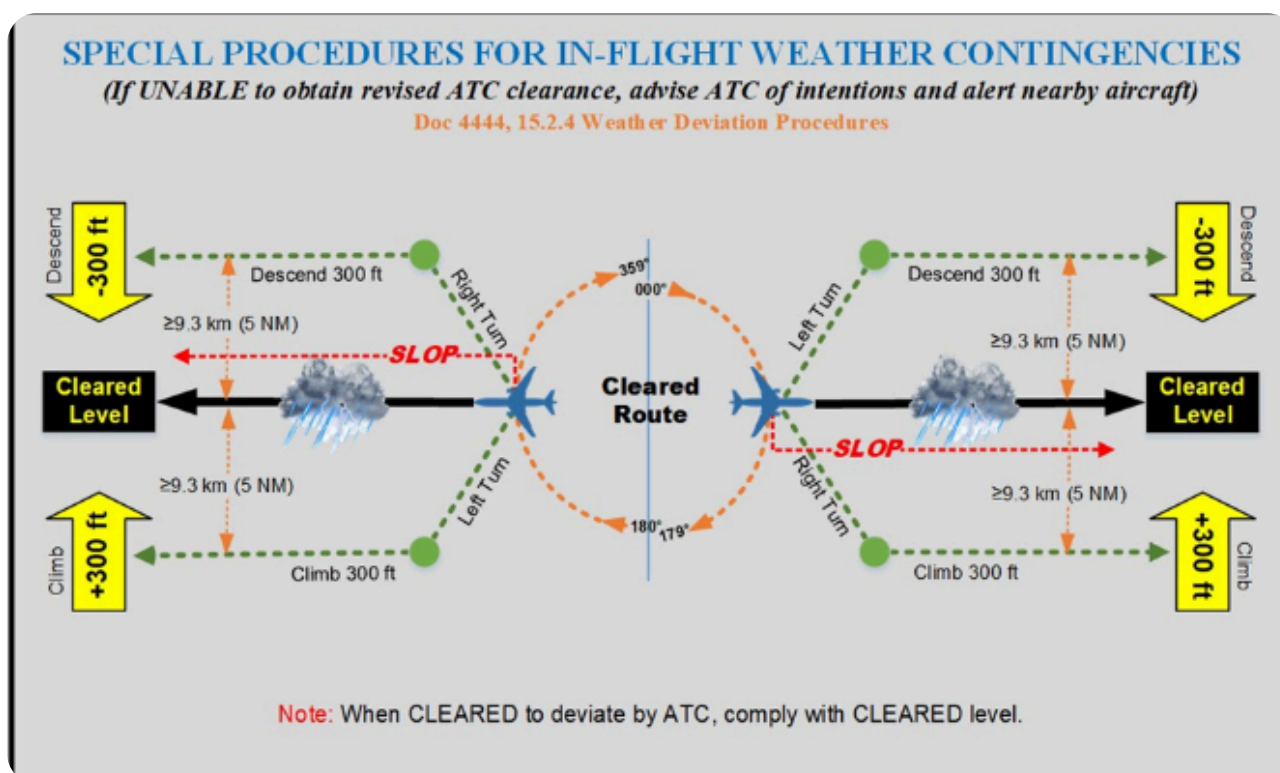 SPECIAL PROCEDURES FOR IN-FLIGHT WEATHER CONTINGENCIES
(If UNABLE to obtain revised ATC clearance, advise ATC of intentions and alert nearby aircraft)
Doc 4444, 15.2.4 Weather Deviation Procedures
Descend
-300 ft
Descend 300 ft
Right Turn
≥9.3 km (5 NM)
SLOP
Cleared
Level
≥9.3 km (5 NM)
Left Turn
Climb
+300 ft
Climb 300 ft
359°
000°
Cleared
Route
180°
179°
Left Turn
Descend 300 ft
-300 ft
Descend
≥9.3 km (5 NM)
Cleared
Level
SLOP
Right Turn
≥9.3 km (5 NM)
Climb 300 ft
+300 ft
Climb
Note: When CLEARED to deviate by ATC, comply with CLEARED level.